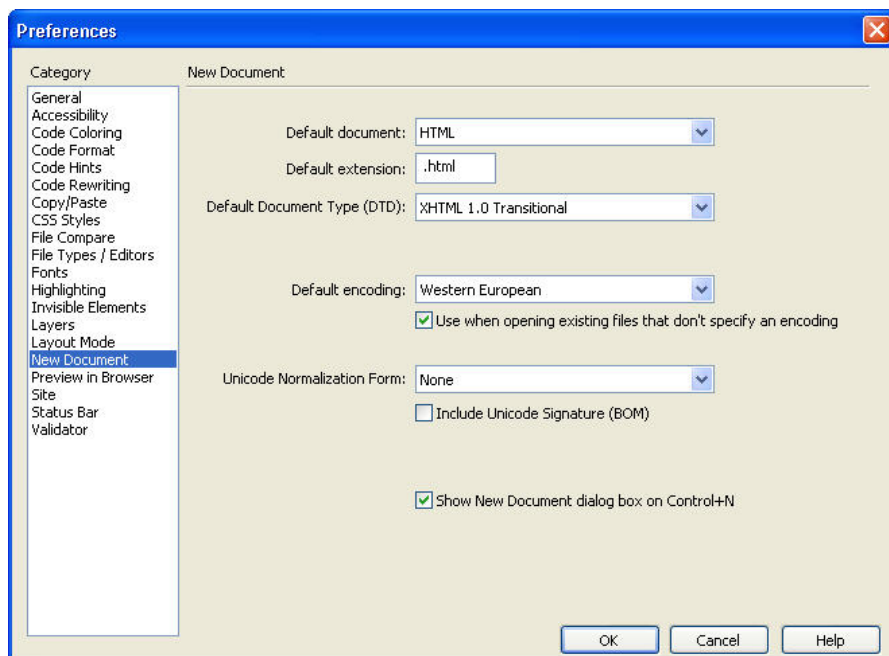 Preferences
Category
General
Accessibility
Code Coloring
Code Format
Code Hints
Code Rewriting
Copy/Paste
CSS Styles
File Compare
File Types / Editors
Fonts
Highlighting
Invisible Elements
Layers
Layout Mode
New Document
Preview in Browser
Site
Status Bar
Validator
New Document
Default document: HTML
Default extension: .html
Default Document Type (DTD): XHTML 1.0 Transitional
Default encoding: Western European
Use when opening existing files that don't specify an encoding
Unicode Normalization Form: None
Include Unicode Signature (BOM)
Show New Document dialog box on Control+N
OK Cancel Help